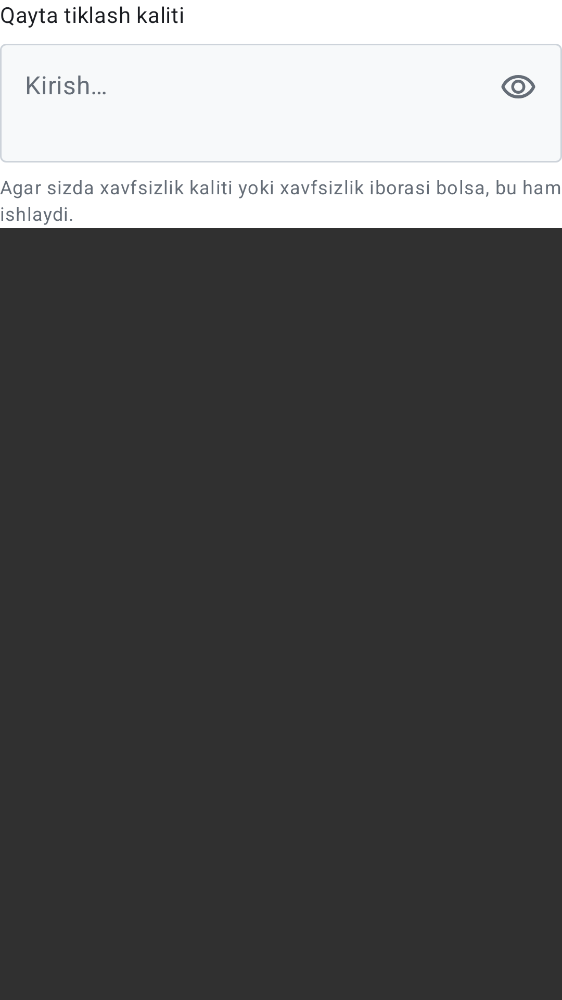 Qayta tiklash kaliti
Kirish…
Agar sizda xavfsizlik kaliti yoki xavfsizlik iborasi bolsa, bu ham
ishlaydi.